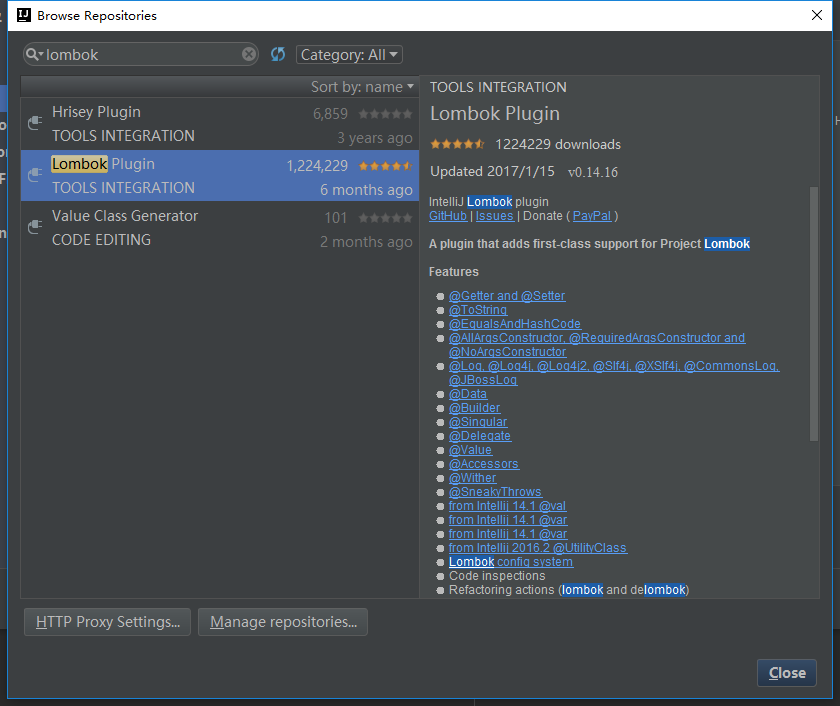 Browse Repositories
lombok
Category: All
Sort by: name
Hrisey Plugin 6,859
TOOLS INTEGRATION 3 years ago
Lombok Plugin 1,224,229
TOOLS INTEGRATION 6 months ago
Value Class Generator 101
CODE EDITING 2 months ago
TOOLS INTEGRATION
Lombok Plugin
1224229 downloads
Updated 2017/1/15 v0.14.16
IntelliJ Lombok plugin
GitHub | Issues | Donate ( PayPal )
A plugin that adds first-class support for Project Lombok
Features
@Getter and @Setter
@ToString
@EqualsAndHashCode
@AllArgsConstructor, @RequiredArgsConstructor and
@NoArgsConstructor
@Log, @Log4j, @Log4j2, @Slf4j, @XSlf4j, @CommonsLog,
@JBossLog
@Data
@Builder
@Singular
@Delegate
@Value
@Accessors
@Wither
@SneakyThrows
from Intellij 14.1 @val
from Intellij 14.1 @var
from Intellij 14.1 @var
from Intellij 2016.2 @UtilityClass
Lombok config system
Code inspections
Refactoring actions (lombok and delombok)
HTTP Proxy Settings...
Manage repositories...
Close